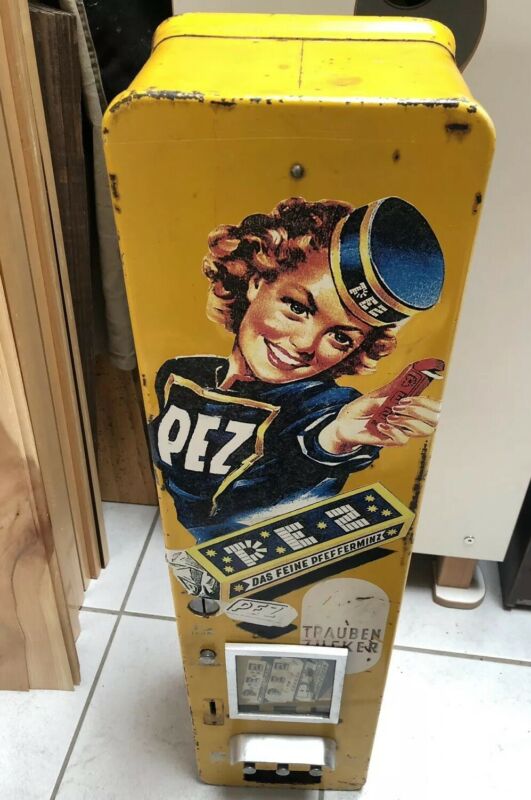 PEZ
PEZ
PEZ
DAS FEINE PFEFFERMINZ
PEZ
TRAUBEN
ZUCKER